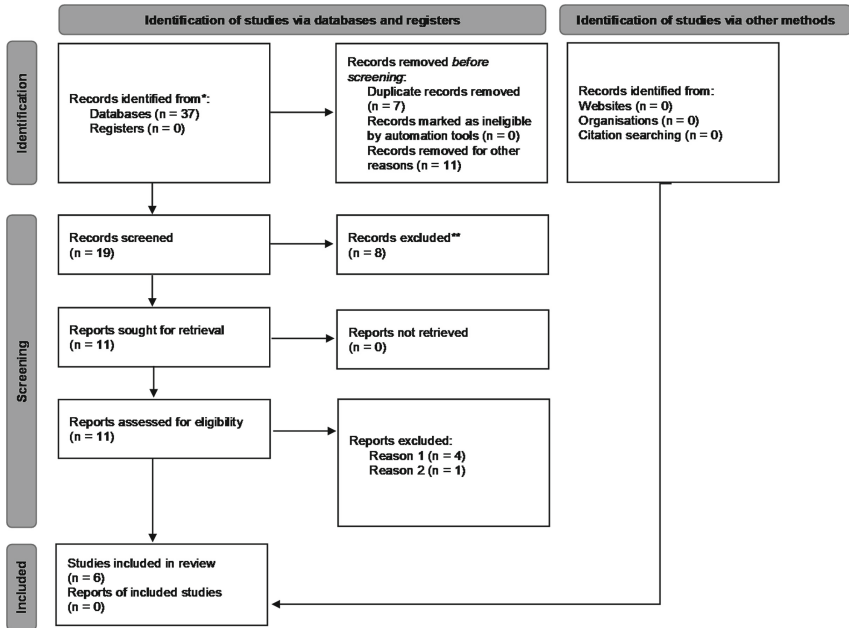 Identification of studies via databases and registers
Identification of studies via other methods
Identification
Records identified from*:
Databases (n = 37)
Registers (n = 0)
Records removed before
screening:
Duplicate records removed
(n = 7)
Records marked as ineligible
by automation tools (n = 0)
Records removed for other
reasons (n = 11)
Records identified from:
Websites (n = 0)
Organisations (n = 0)
Citation searching (n = 0)
Screening
Records screened
(n = 19)
Records excluded**
(n = 8)
Reports sought for retrieval
(n = 11)
Reports not retrieved
(n = 0)
Reports assessed for eligibility
(n = 11)
Reports excluded:
Reason 1 (n = 4)
Reason 2 (n = 1)
Included
Studies included in review
(n = 6)
Reports of included studies
(n = 0)